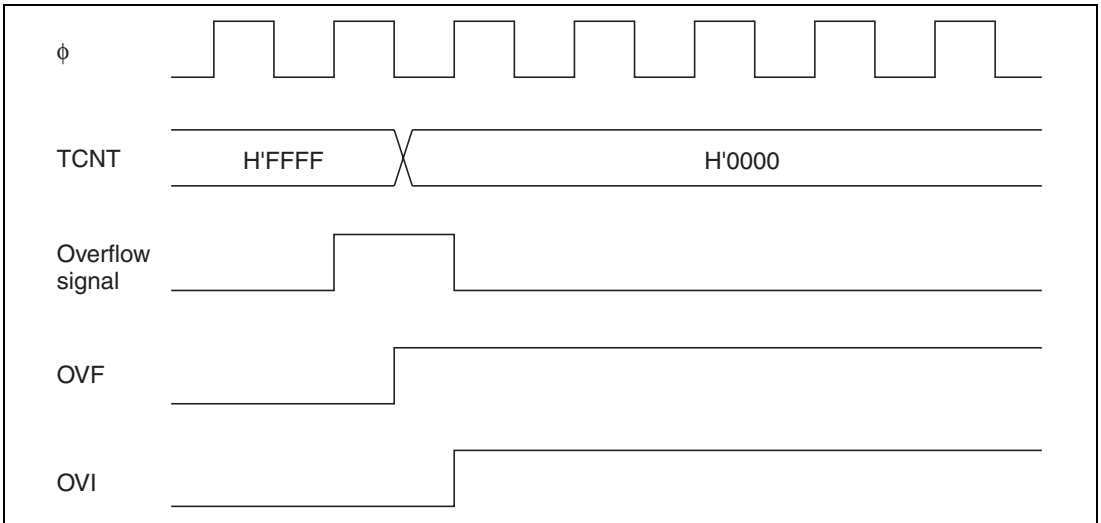 ϕ
TCNT
H'FFFF
H'0000
Overflow
signal
OVF
OVI